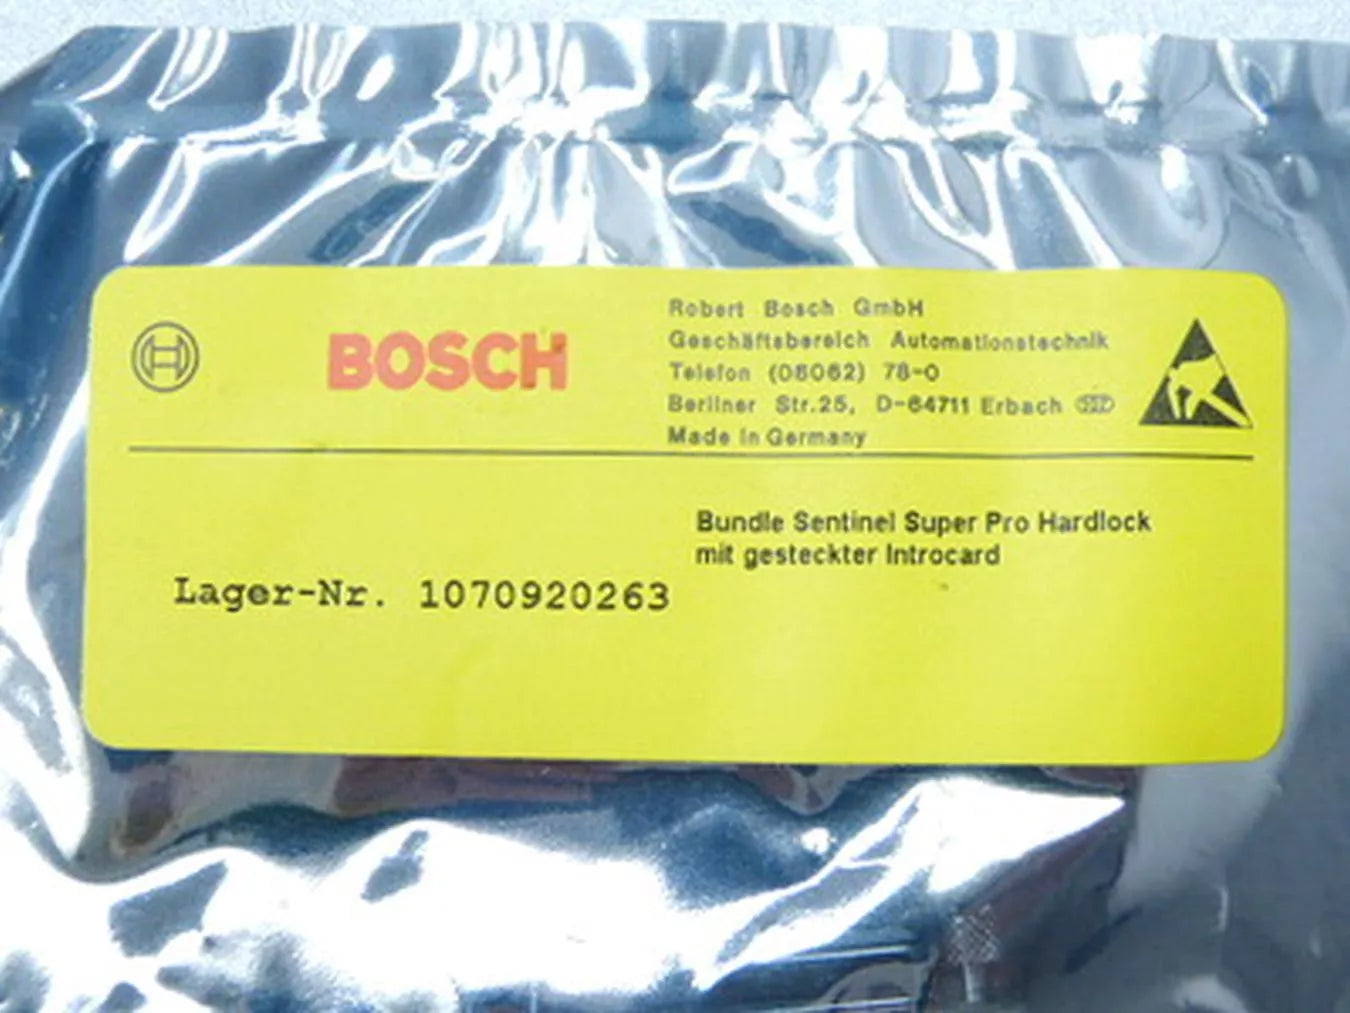 BOSCH
Robert Bosch GmbH
Geschäftsbereich Automationstechnik
Telefon (06062) 78-0
Berliner Str.25, D-64711 Erbach
Made in Germany
Bundle Sentinel Super Pro Hardlock
mit gesteckter Introcard
Lager-Nr. 1070920263